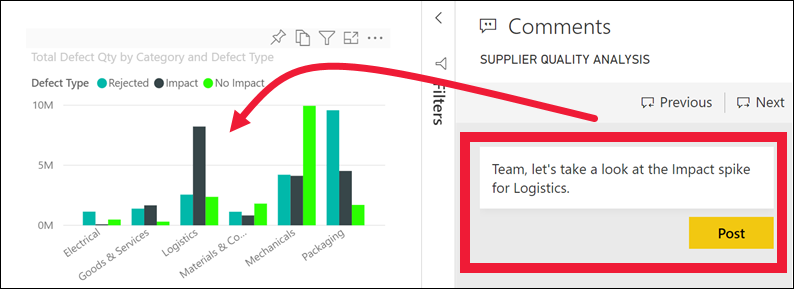 Total Defect Qty by Category and Defect Type
Defect Type Rejected Impact No Impact
10M
5M
0M
Electrical
Goods & Services
Logistics
Materials & Co...
Mechanicals
Packaging
Filters
Comments
SUPPLIER QUALITY ANALYSIS
Previous Next
Team, let's take a look at the Impact spike
for Logistics.
Post